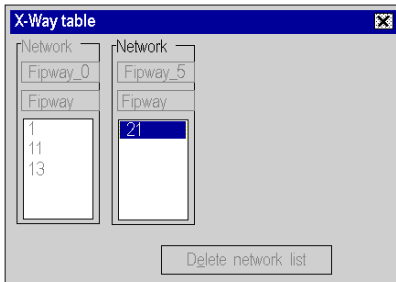 X-Way table
Network Network
Fipway_0 Fipway_5
Fipway Fipway
1 21
11
13
Delete network list